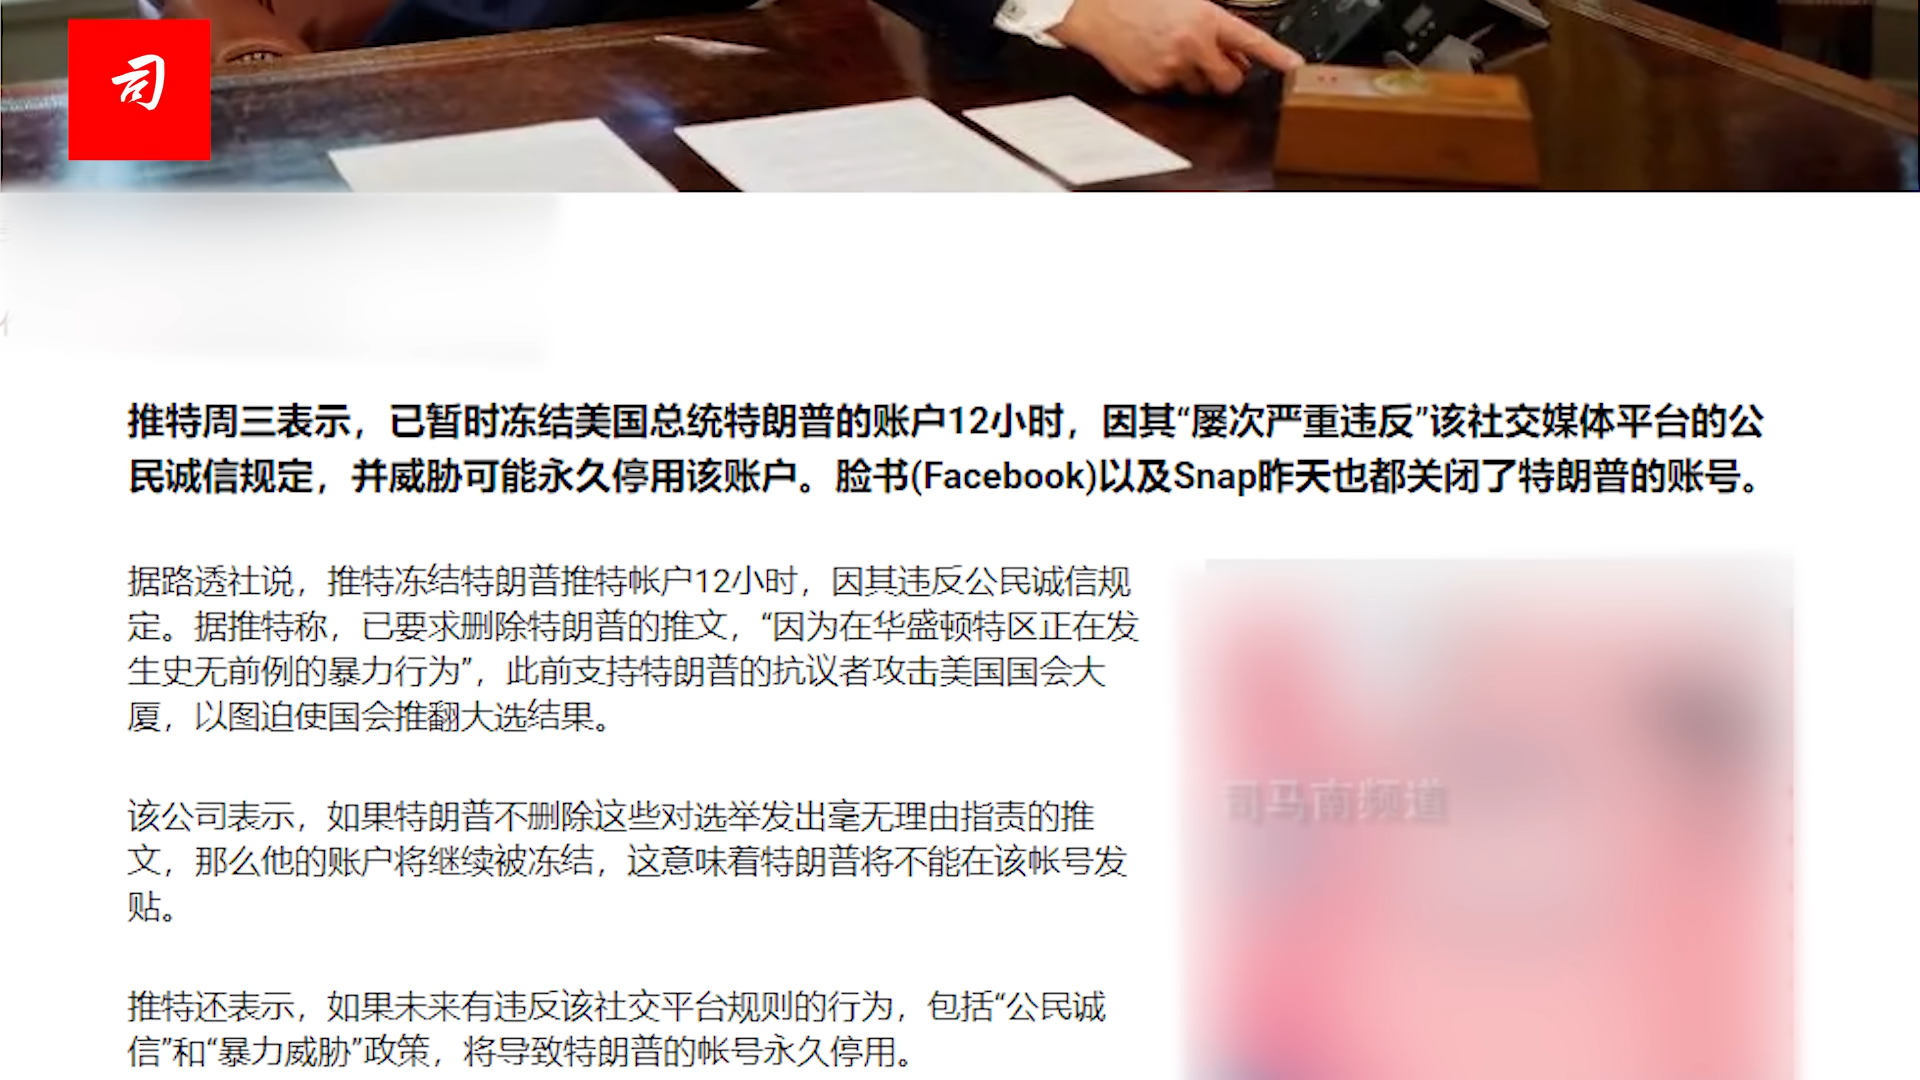 司
推特周三表示，已暂时冻结美国总统特朗普的账户12小时，因其“屡次严重违反”该社交媒体平台的公
民诚信规定，并威胁可能永久停用该账户。脸书(Facebook)以及Snap昨天也都关闭了特朗普的账号。
据路透社说，推特冻结特朗普推特帐户12小时，因其违反公民诚信规
定。据推特称，已要求删除特朗普的推文，“因为在华盛顿特区正在发
生史无前例的暴力行为”，此前支持特朗普的抗议者攻击美国国会大
厦，以图迫使国会推翻大选结果。
司马南频道
该公司表示，如果特朗普不删除这些对选举发出毫无理由指责的推
文，那么他的账户将继续被冻结，这意味着特朗普将不能在该帐号发
贴。
推特还表示，如果未来有违反该社交平台规则的行为，包括“公民诚
信”和“暴力威胁”政策，将导致特朗普的帐号永久停用。